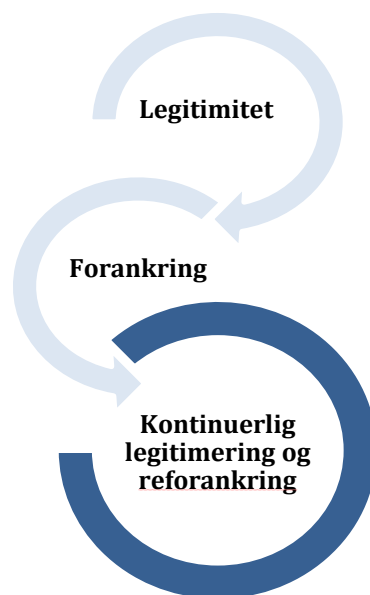 Legitimitet
Forankring
Kontinuerlig
legitimering og
reforankring